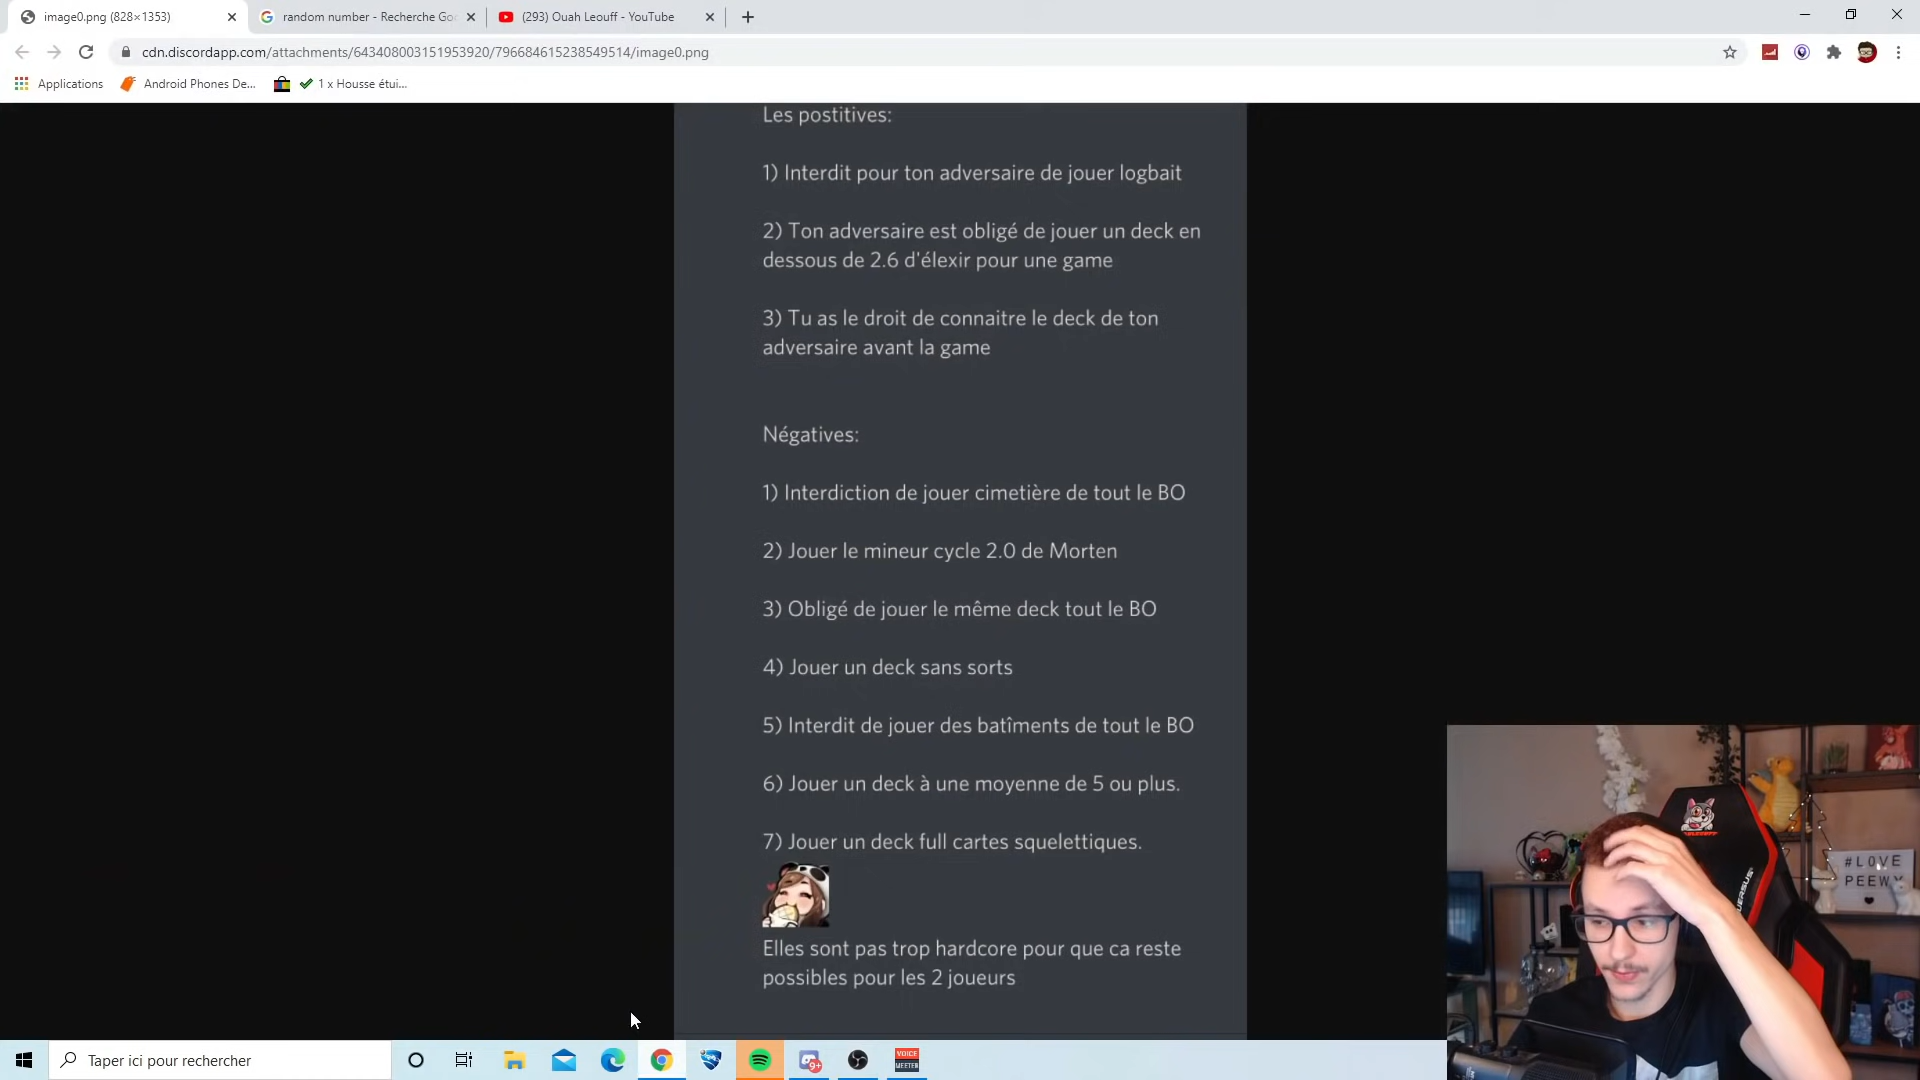 image0.png (828×1353)
random number - Recherche Goo
(293) Ouah Leouff - YouTube
cdn.discordapp.com/attachments/643408003151953920/796684615238549514/image0.png
Applications
Android Phones De...
1 x Housse étui...
Les postitives:
1) Interdit pour ton adversaire de jouer logbait
2) Ton adversaire est obligé de jouer un deck en
dessous de 2.6 d'élexir pour une game
3) Tu as le droit de connaitre le deck de ton
adversaire avant la game
Négatives:
1) Interdiction de jouer cimetière de tout le BO
2) Jouer le mineur cycle 2.0 de Morten
3) Obligé de jouer le même deck tout le BO
4) Jouer un deck sans sorts
5) Interdit de jouer des batîments de tout le BO
6) Jouer un deck à une moyenne de 5 ou plus.
7) Jouer un deck full cartes squelettiques.
Elles sont pas trop hardcore pour que ca reste
possibles pour les 2 joueurs
#LOVE
PEEWY
Taper ici pour rechercher
9+
VOICE
MEETER